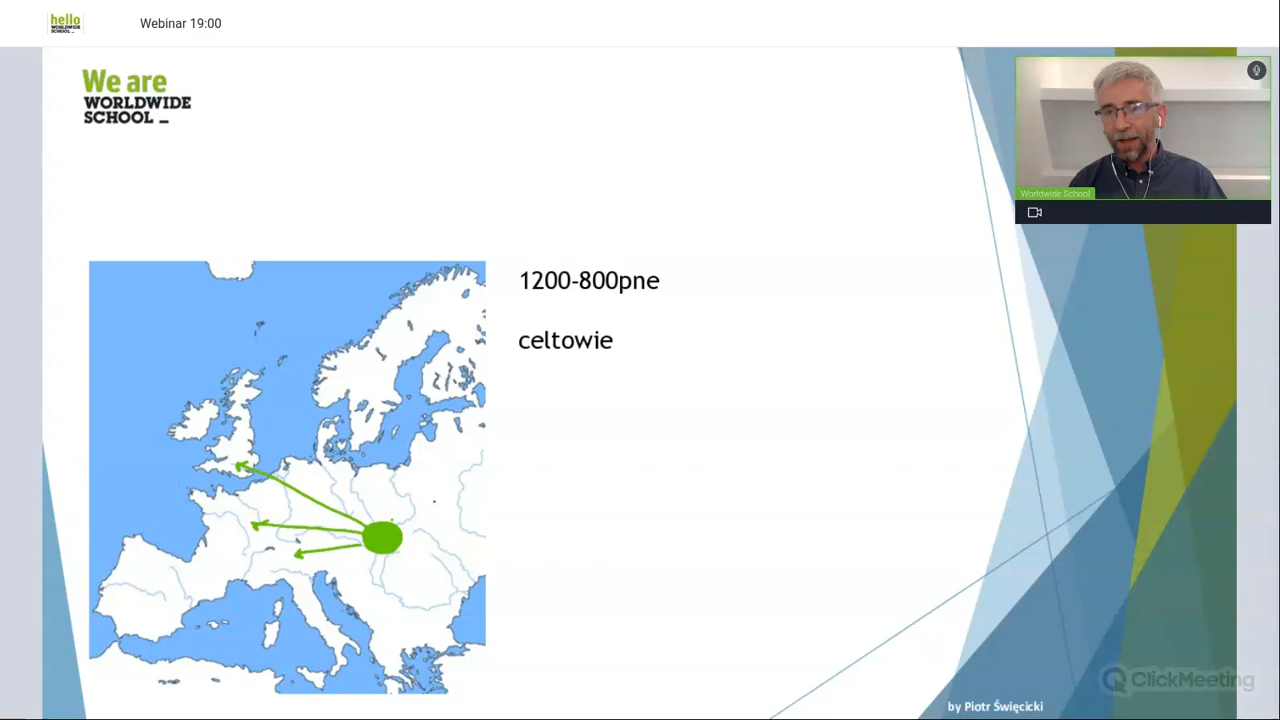 hello
WORLDWIDE
SCHOOL _
Webinar 19:00
We are
WORLDWIDE
SCHOOL _
Worldwide School
1200-800pne
celtowie
ClickMeeting
by Piotr Święcicki